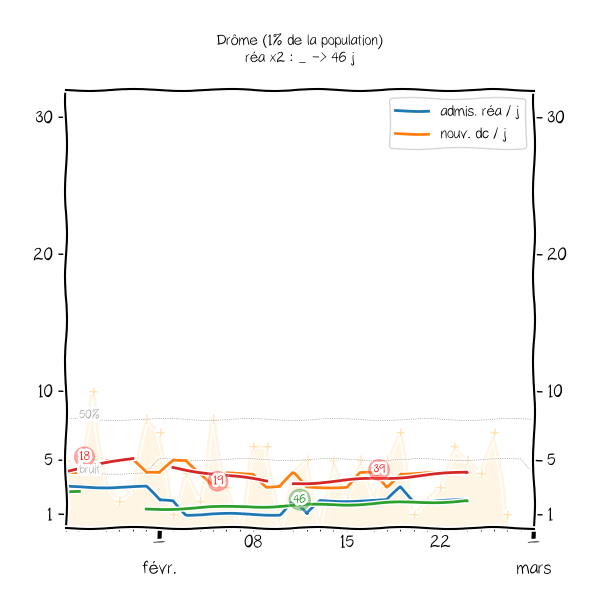 Drôme (1% de la population)
réa x2 : _ -> 46 j
admis. réa / j
nouv. dc / j
30
30
20
20
10
10
50%
18
39
5
5
bruit
19
46
1
1
08
15
22
févr.
mars